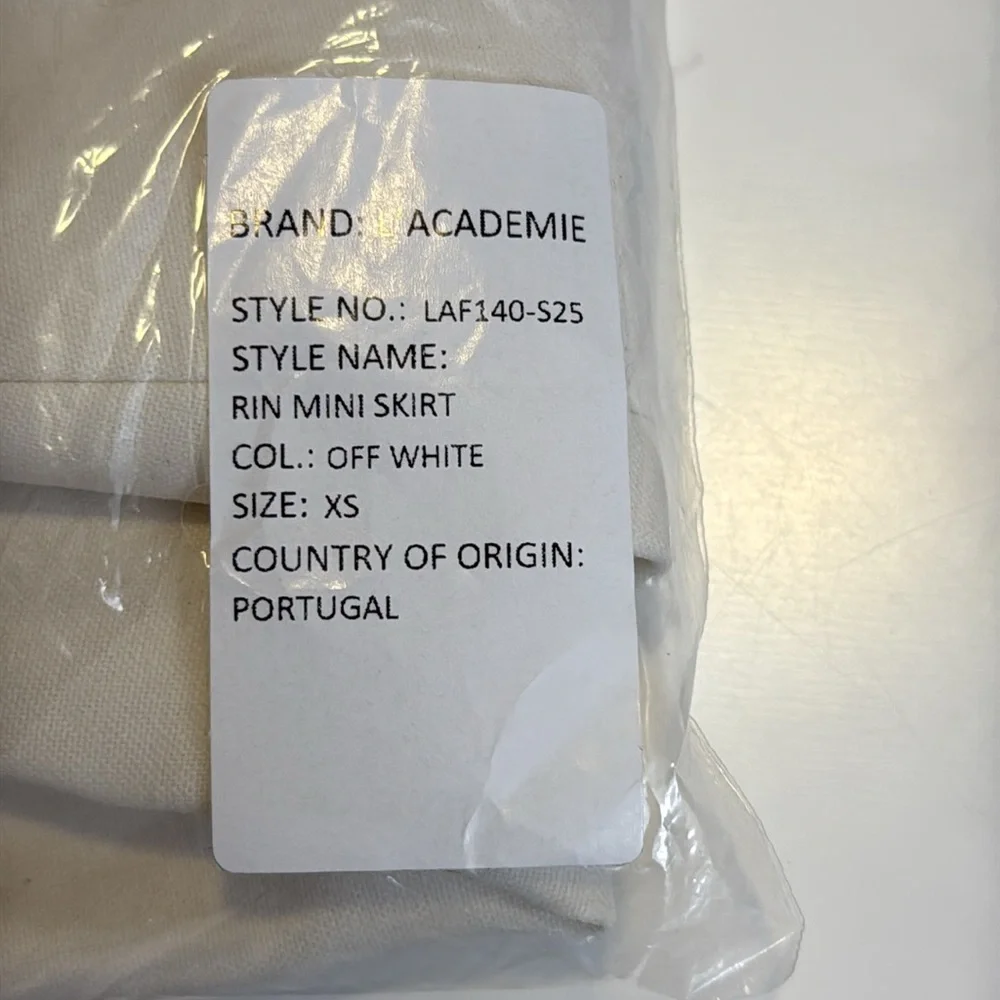 BRAND: L'ACADEMIE
STYLE NO.: LAF140-S25
STYLE NAME:
RIN MINI SKIRT
COL.: OFF WHITE
SIZE: XS
COUNTRY OF ORIGIN:
PORTUGAL